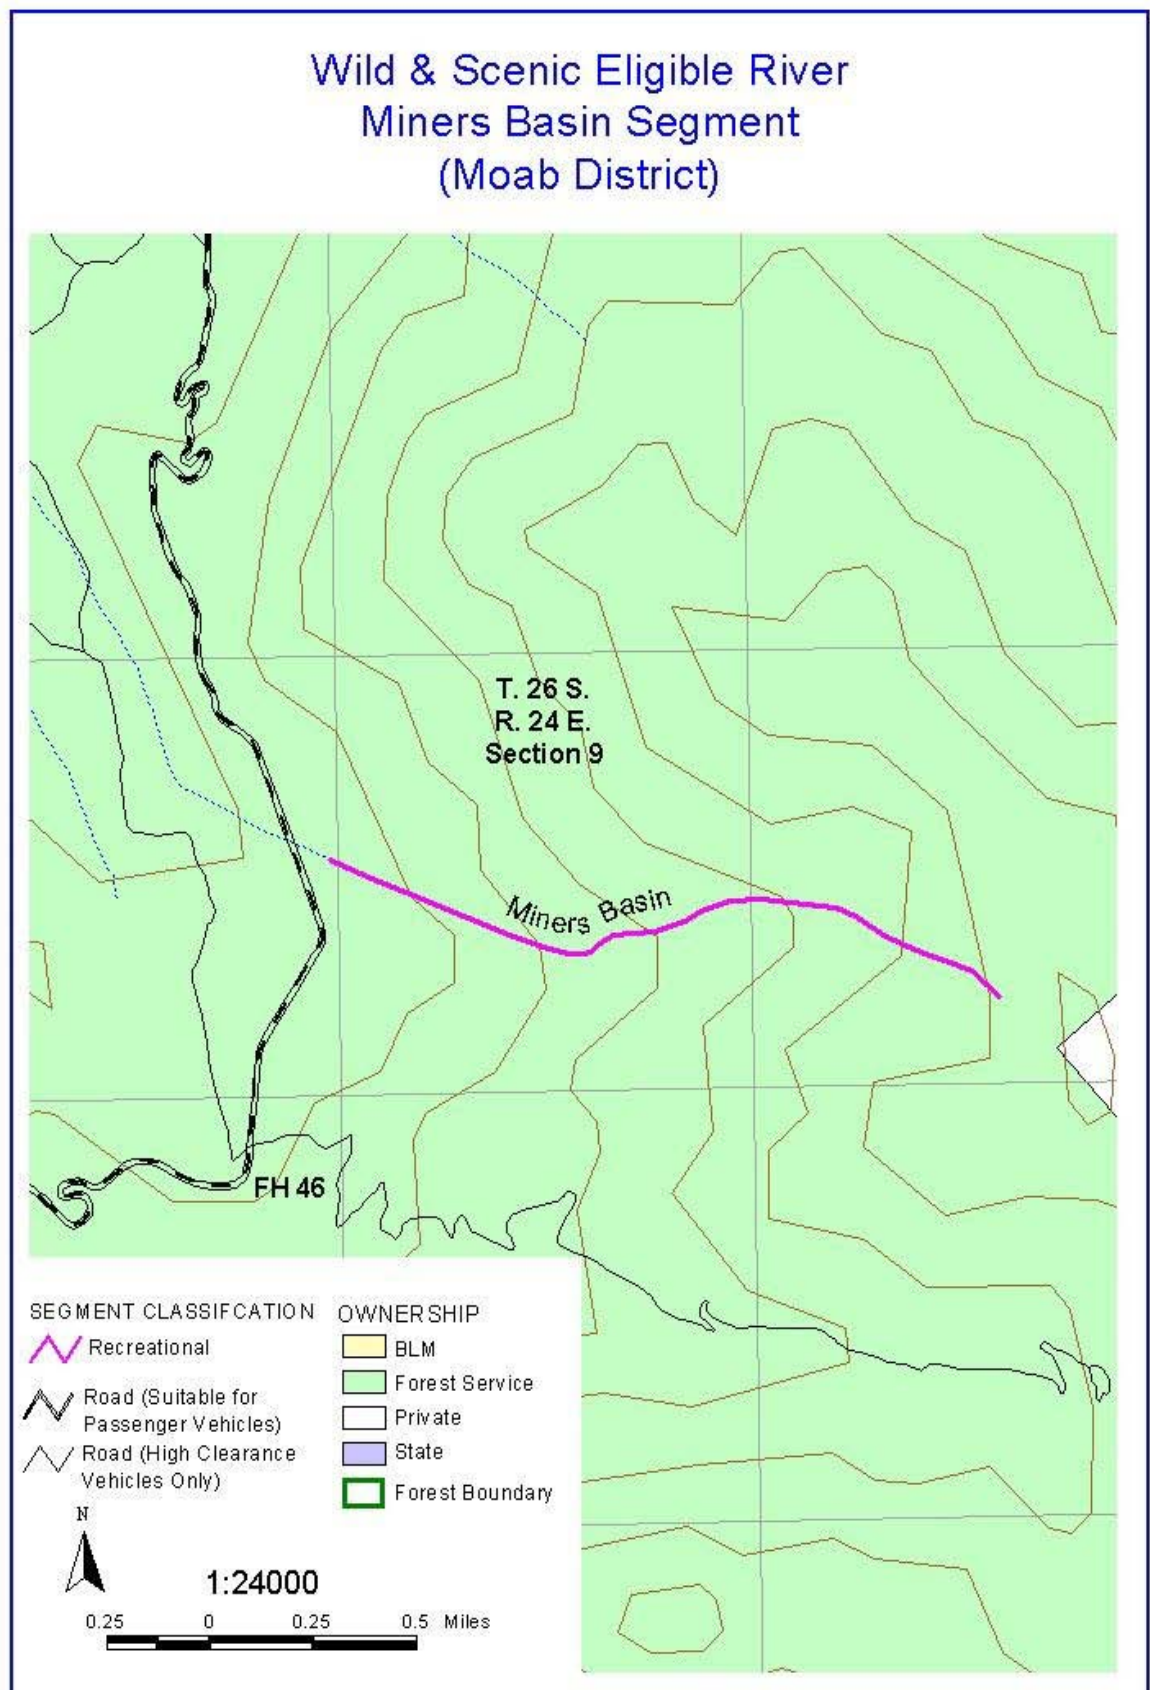 Wild & Scenic Eligible River
Miners Basin Segment
(Moab District)
T. 26 S.
R. 24 E.
Section 9
Miners Basin
FH 46
SEGMENT CLASSIFCATION
Recreational
Road (Suitable for
Passenger Vehicles)
Road (High Clearance
Vehicles Only)
OWNERSHIP
BLM
Forest Service
Private
State
Forest Boundary
N
1:24000
0.25 0 0.25 0.5 Miles